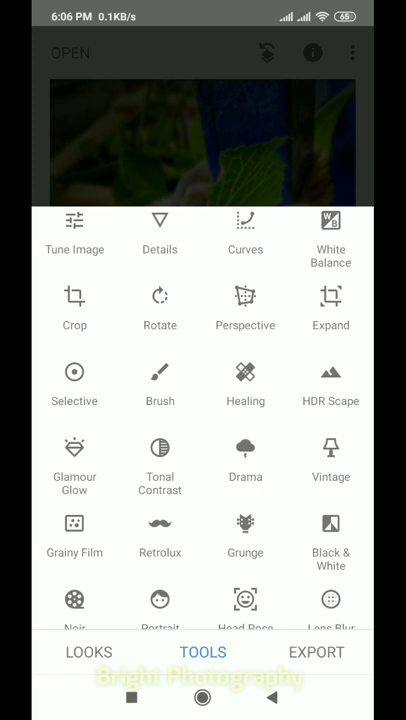 6:06 PM 0.1KB/s 65
OPEN
Tune Image Details Curves White Balance
WB
Crop Rotate Perspective Expand
Selective Brush Healing HDR Scape
Glamour Glow Tonal Contrast Drama Vintage
Grainy Film Retrolux Grunge Black & White
Noir Portrait Head Pose Lens Blur
LOOKS TOOLS EXPORT
Bright Photography